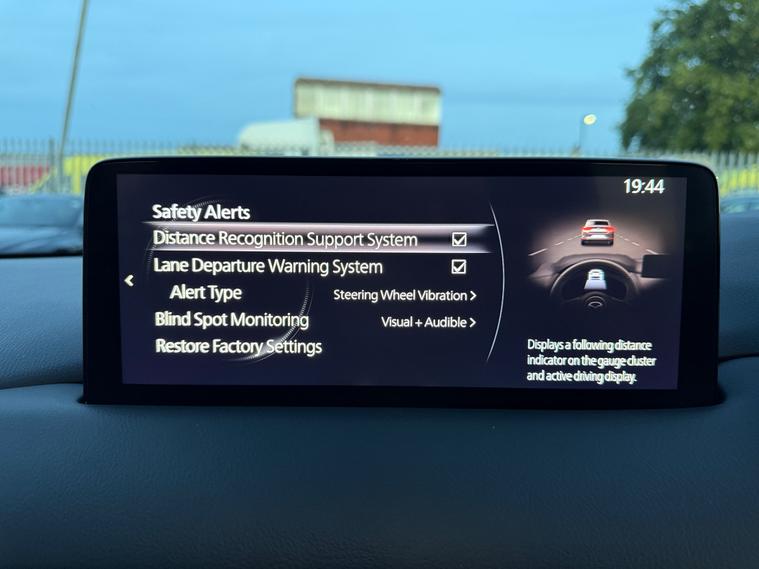 19:44
Safety Alerts
Distance Recognition Support System
Lane Departure Warning System
Alert Type Steering Wheel Vibration >
Blind Spot Monitoring Visual + Audible >
Restore Factory Settings
Displays a following distance
indicator on the gauge cluster
and active driving display.